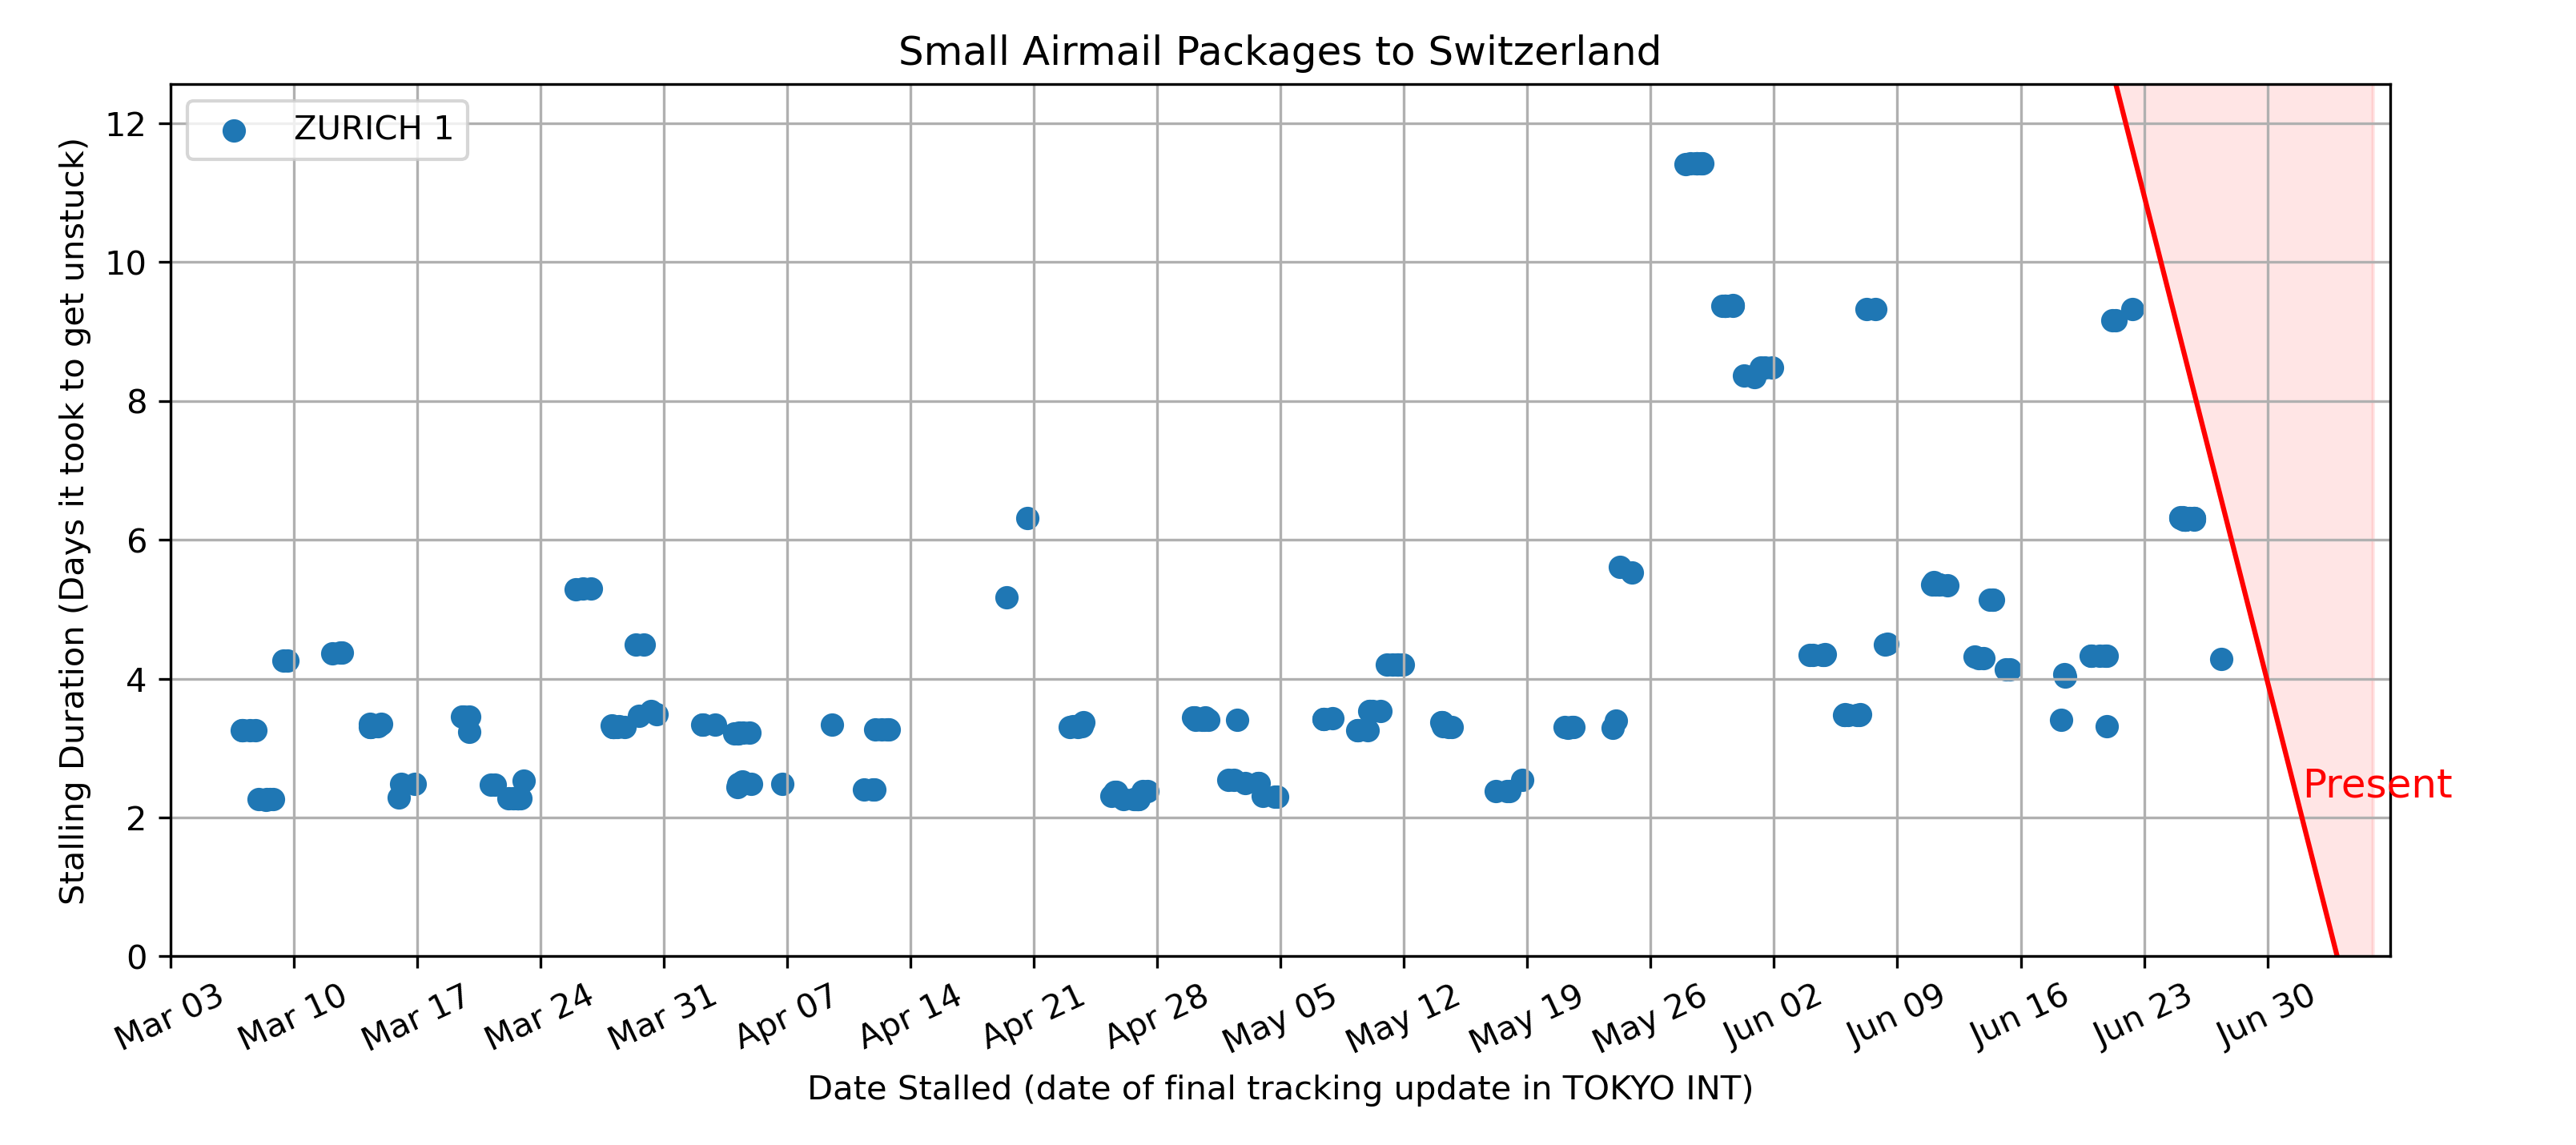 Small Airmail Packages to Switzerland
ZURICH 1
Stalling Duration (Days it took to get unstuck)
12
10
8
6
4
2
0
Present
Mar 03
Mar 10
Mar 17
Mar 24
Mar 31
Apr 07
Apr 14
Apr 21
Apr 28
May 05
May 12
May 19
May 26
Jun 02
Jun 09
Jun 16
Jun 23
Jun 30
Date Stalled (date of final tracking update in TOKYO INT)